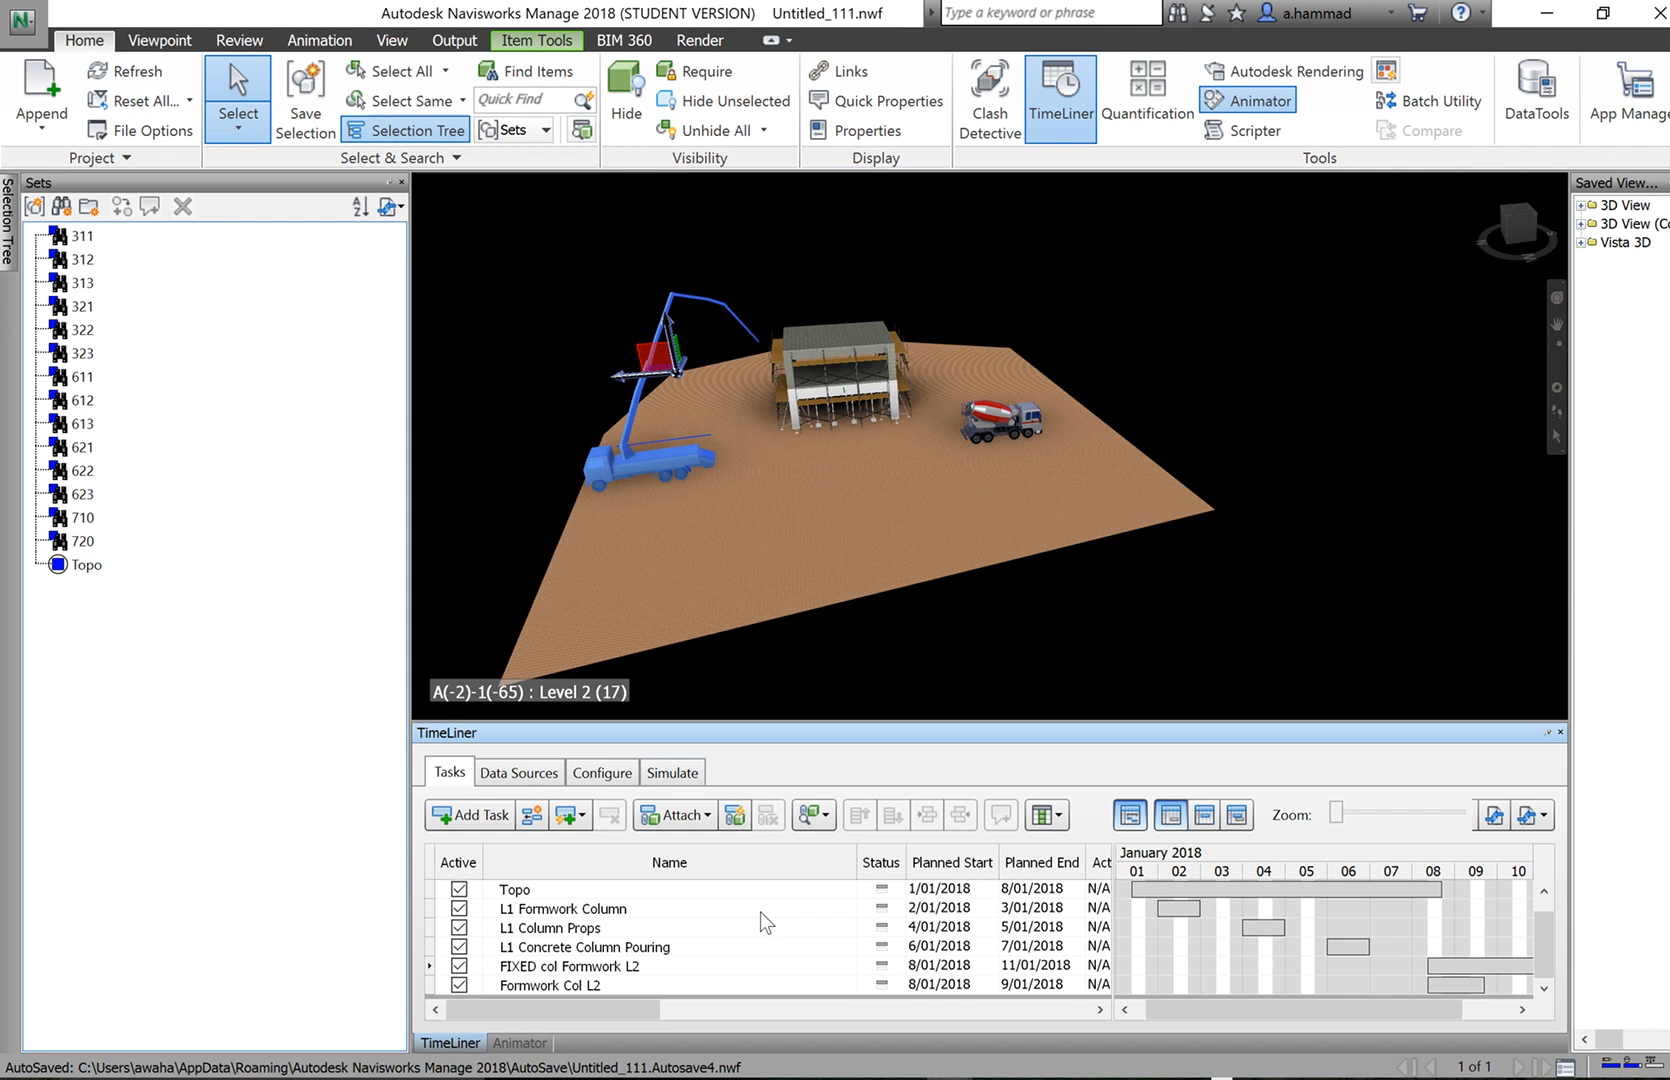 Autodesk Navisworks Manage 2018 (STUDENT VERSION) Untitled_111.nwf
Type a keyword or phrase
a.hammad
Home Viewpoint Review Animation View Output Item Tools BIM 360 Render
Append
Refresh
Reset All...
File Options
Project
Select
Save Selection
Select All
Select Same
Selection Tree
Find Items
Quick Find
Sets
Select & Search
Hide
Require
Hide Unselected
Unhide All
Visibility
Links
Quick Properties
Properties
Display
Clash Detective
TimeLiner
Quantification
Autodesk Rendering
Animator
Scripter
Batch Utility
Compare
DataTools
App Manage
Tools
Selection Tree
Sets
311
312
313
321
322
323
611
612
613
621
622
623
710
720
Topo
A(-2)-1(-65) : Level 2 (17)
Saved View...
3D View
3D View (Co
Vista 3D
TimeLiner
Tasks Data Sources Configure Simulate
Add Task Attach Zoom:
Active Name Status Planned Start Planned End Act
January 2018
01 02 03 04 05 06 07 08 09 10
Topo 1/01/2018 8/01/2018 N/A
L1 Formwork Column 2/01/2018 3/01/2018 N/A
L1 Column Props 4/01/2018 5/01/2018 N/A
L1 Concrete Column Pouring 6/01/2018 7/01/2018 N/A
FIXED col Formwork L2 8/01/2018 11/01/2018 N/A
Formwork Col L2 8/01/2018 9/01/2018 N/A
TimeLiner Animator
AutoSaved: C:\Users\awaha\AppData\Roaming\Autodesk Navisworks Manage 2018\AutoSave\Untitled_111.Autosave4.nwf
1 of 1